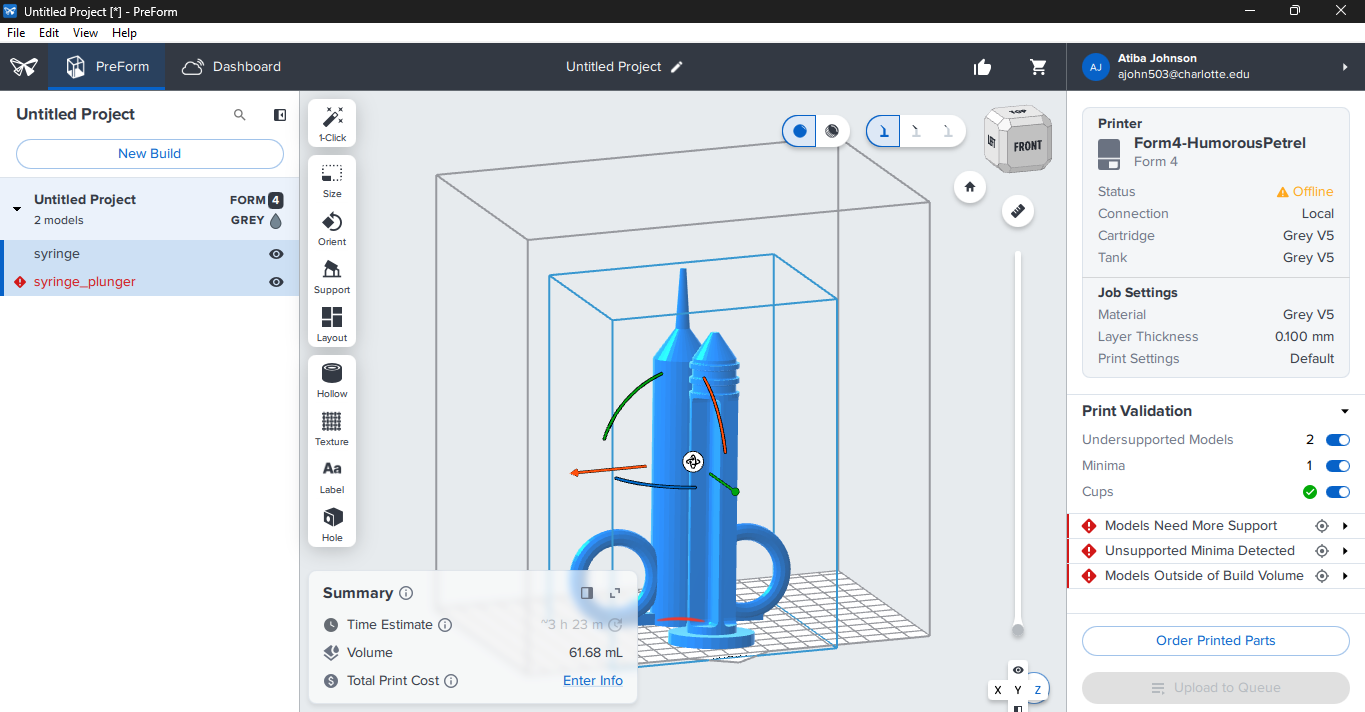 Untitled Project [*] - PreForm
File Edit View Help
PreForm
Dashboard
Untitled Project
AJ
Atiba Johnson
ajohn503@charlotte.edu
Untitled Project
New Build
Untitled Project FORM 4
2 models GREY
syringe
syringe_plunger
1-Click
Size
Orient
Support
Layout
Hollow
Texture
Aa
Label
Hole
TOP
LEFT
FRONT
Summary
Time Estimate ~3 h 23 m
Volume 61.68 mL
Total Print Cost Enter Info
X Y Z
Printer
Form4-HumorousPetrel
Form 4
Status Offline
Connection Local
Cartridge Grey V5
Tank Grey V5
Job Settings
Material Grey V5
Layer Thickness 0.100 mm
Print Settings Default
Print Validation
Undersupported Models 2
Minima 1
Cups
Models Need More Support
Unsupported Minima Detected
Models Outside of Build Volume
Order Printed Parts
Upload to Queue